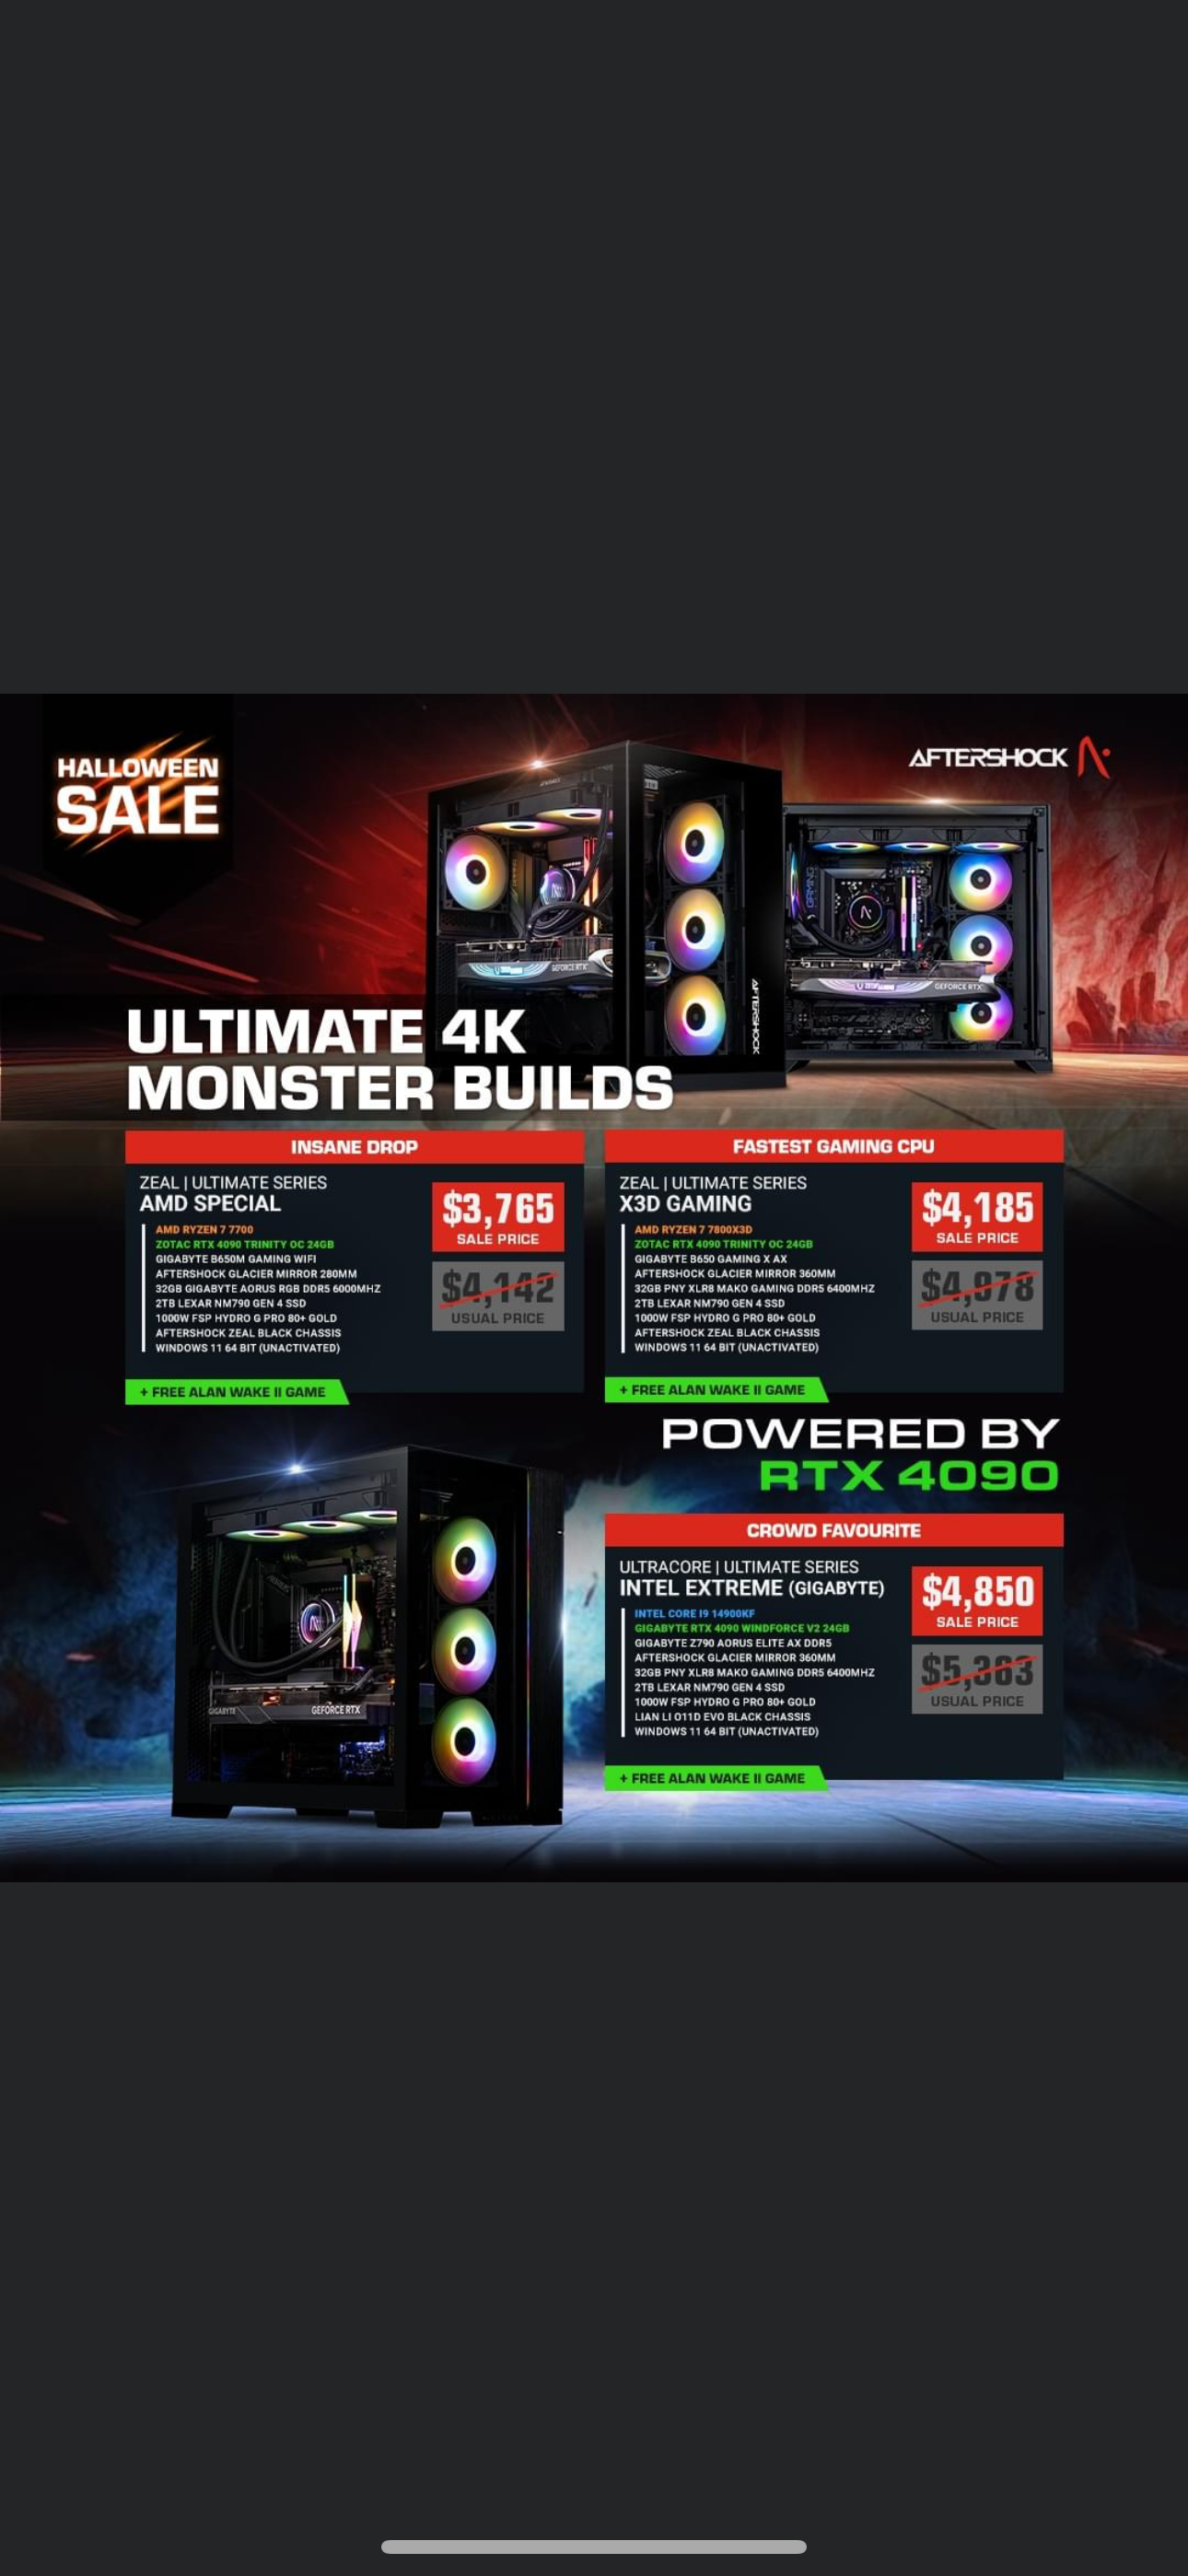 HALLOWEEN
SALE
AFTERSHOCK
GEFORCE RTX
AFTERSHOCK
GEFORCE RTX
ULTIMATE 4K
MONSTER BUILDS
INSANE DROP
ZEAL | ULTIMATE SERIES
AMD SPECIAL
AMD RYZEN 7 7700
ZOTAC RTX 4090 TRINITY OC 24GB
GIGABYTE B650M GAMING WIFI
AFTERSHOCK GLACIER MIRROR 280MM
32GB GIGABYTE AORUS RGB DDR5 6000MHZ
2TB LEXAR NM790 GEN 4 SSD
1000W FSP HYDRO G PRO 80+ GOLD
AFTERSHOCK ZEAL BLACK CHASSIS
WINDOWS 11 64 BIT (UNACTIVATED)
$3,765
SALE PRICE
$4,142
USUAL PRICE
+ FREE ALAN WAKE II GAME
FASTEST GAMING CPU
ZEAL | ULTIMATE SERIES
X3D GAMING
AMD RYZEN 7 7800X3D
ZOTAC RTX 4090 TRINITY OC 24GB
GIGABYTE B650 GAMING X AX
AFTERSHOCK GLACIER MIRROR 360MM
32GB PNY XLR8 MAKO GAMING DDR5 6400MHZ
2TB LEXAR NM790 GEN 4 SSD
1000W FSP HYDRO G PRO 80+ GOLD
AFTERSHOCK ZEAL BLACK CHASSIS
WINDOWS 11 64 BIT (UNACTIVATED)
$4,185
SALE PRICE
$4,978
USUAL PRICE
+ FREE ALAN WAKE II GAME
POWERED BY
RTX 4090
CROWD FAVOURITE
ULTRACORE | ULTIMATE SERIES
INTEL EXTREME (GIGABYTE)
INTEL CORE I9 14900KF
GIGABYTE RTX 4090 WINDFORCE V2 24GB
GIGABYTE Z790 AORUS ELITE AX DDR5
AFTERSHOCK GLACIER MIRROR 360MM
32GB PNY XLR8 MAKO GAMING DDR5 6400MHZ
2TB LEXAR NM790 GEN 4 SSD
1000W FSP HYDRO G PRO 80+ GOLD
LIAN LI O11D EVO BLACK CHASSIS
WINDOWS 11 64 BIT (UNACTIVATED)
$4,850
SALE PRICE
USUAL PRICE
+ FREE ALAN WAKE II GAME
GIGABYTE
GEFORCE RTX